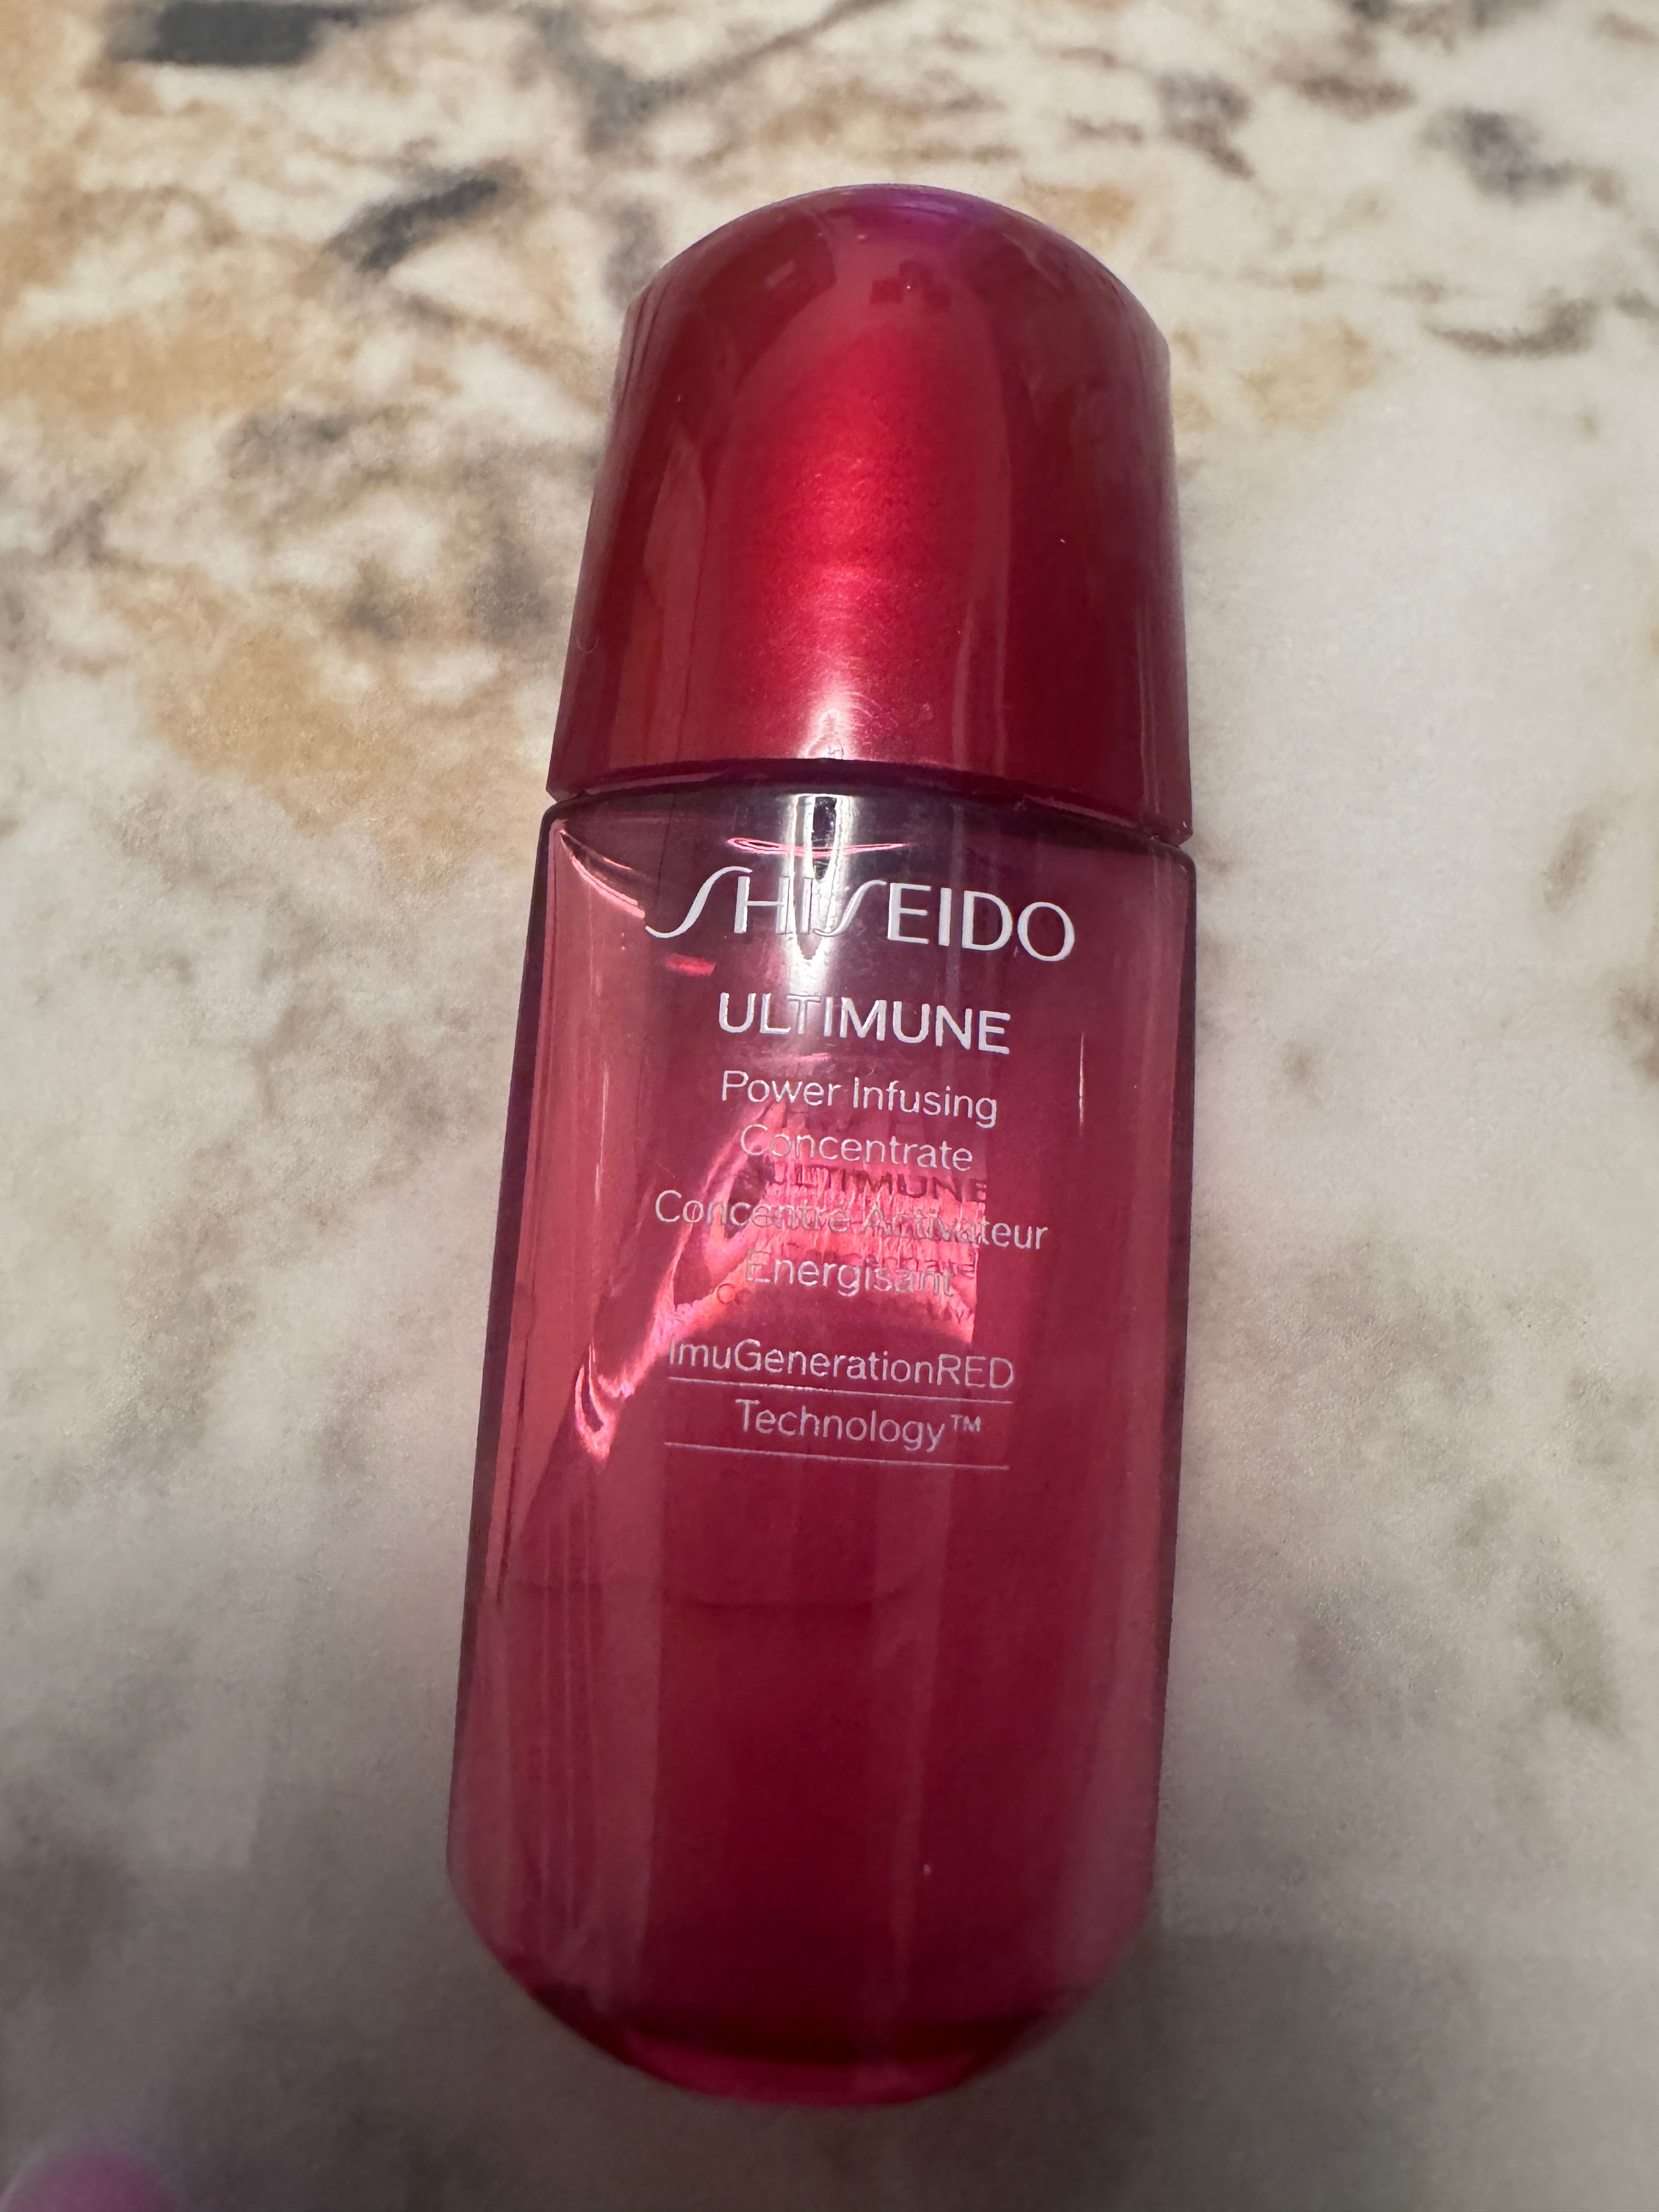 SHISEIDO
ULTIMUNE
Power Infusing
Concentrate
Concentré Activateur
Energisant
ImuGenerationRED
Technology™